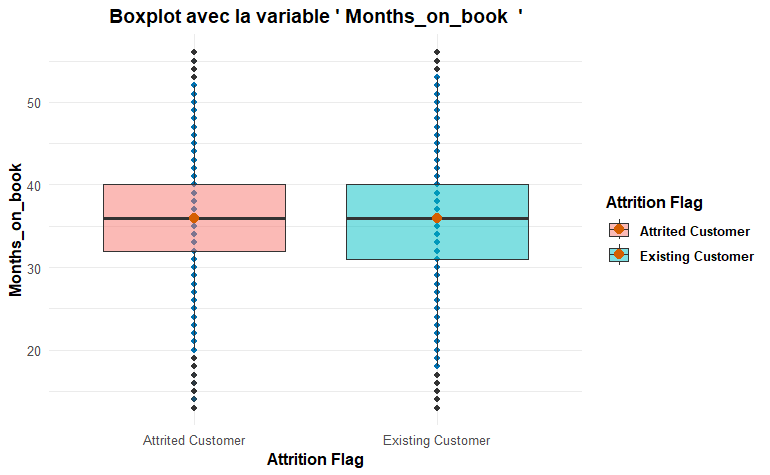 Boxplot avec la variable ' Months_on_book  '
Months_on_book
50
40
30
20
Attrited Customer
Existing Customer
Attrition Flag
Attrition Flag
Attrited Customer
Existing Customer